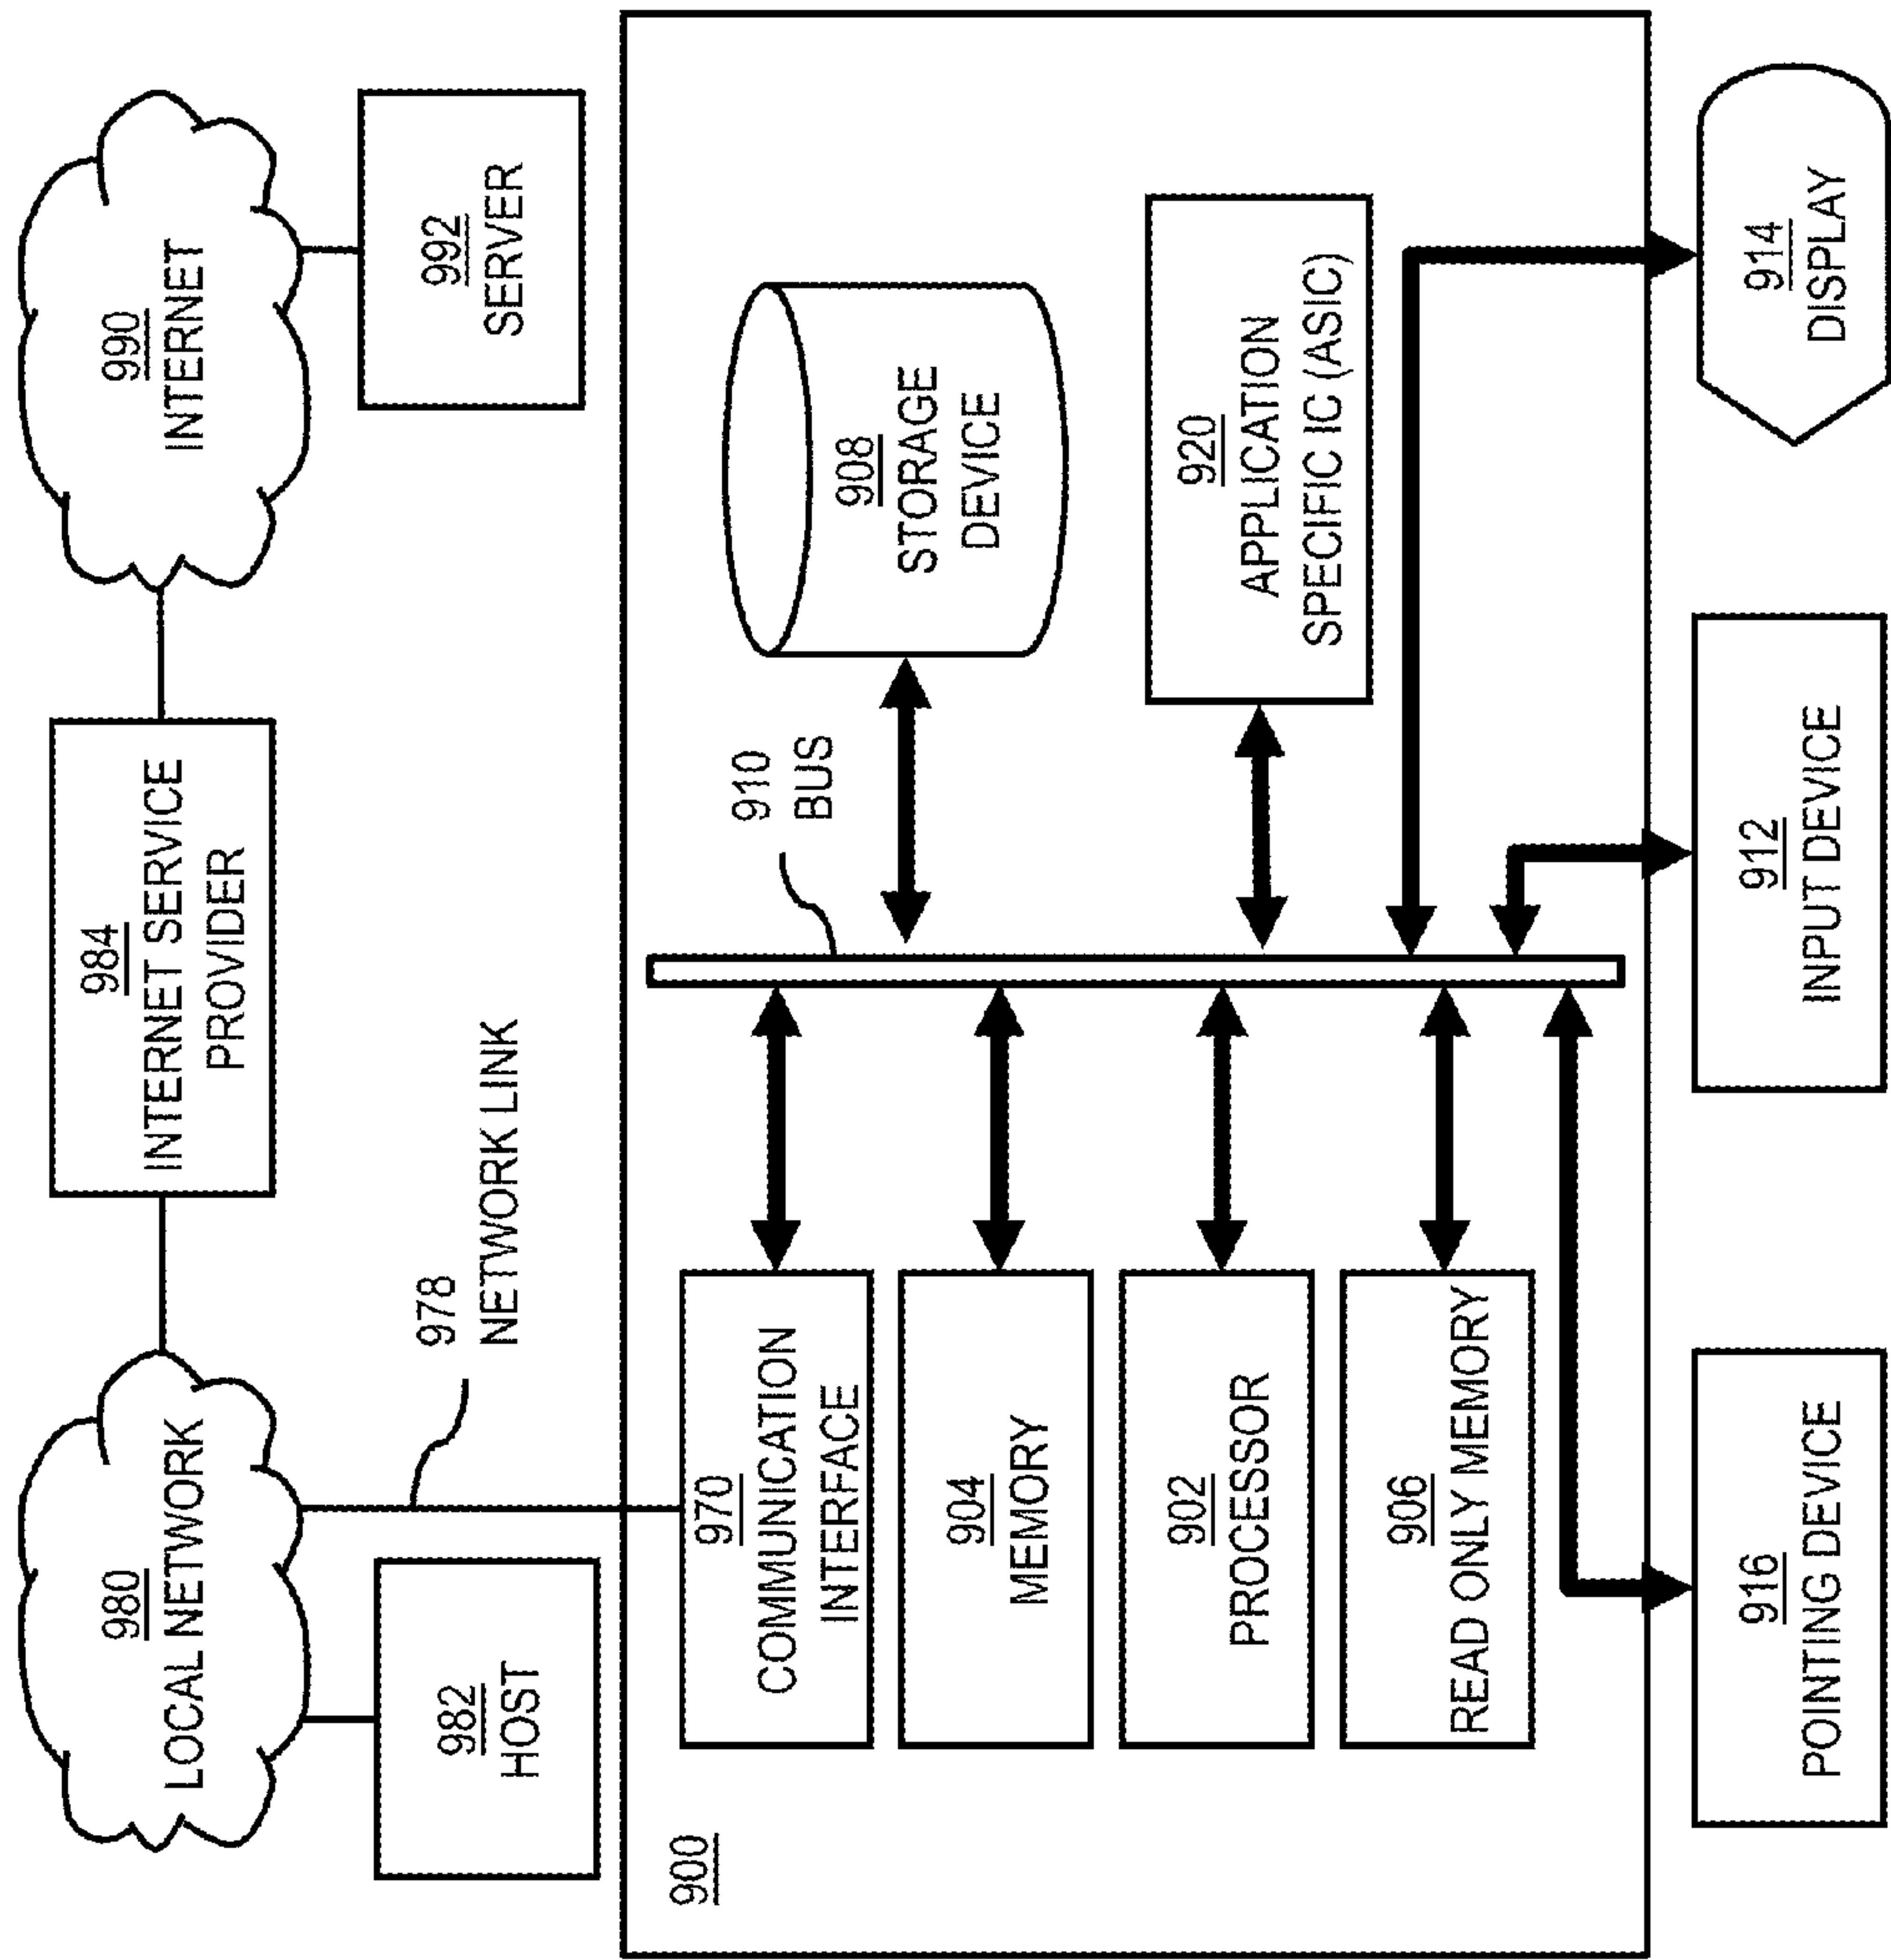 980
LOCAL NETWORK
984
INTERNET SERVICE
PROVIDER
990
INTERNET
978
NETWORK LINK
982
HOST
992
SERVER
900
970
COMMUNICATION
INTERFACE
904
MEMORY
902
PROCESSOR
906
READ ONLY MEMORY
910
BUS
908
STORAGE
DEVICE
920
APPLICATION
SPECIFIC IC (ASIC)
916
POINTING DEVICE
912
INPUT DEVICE
914
DISPLAY